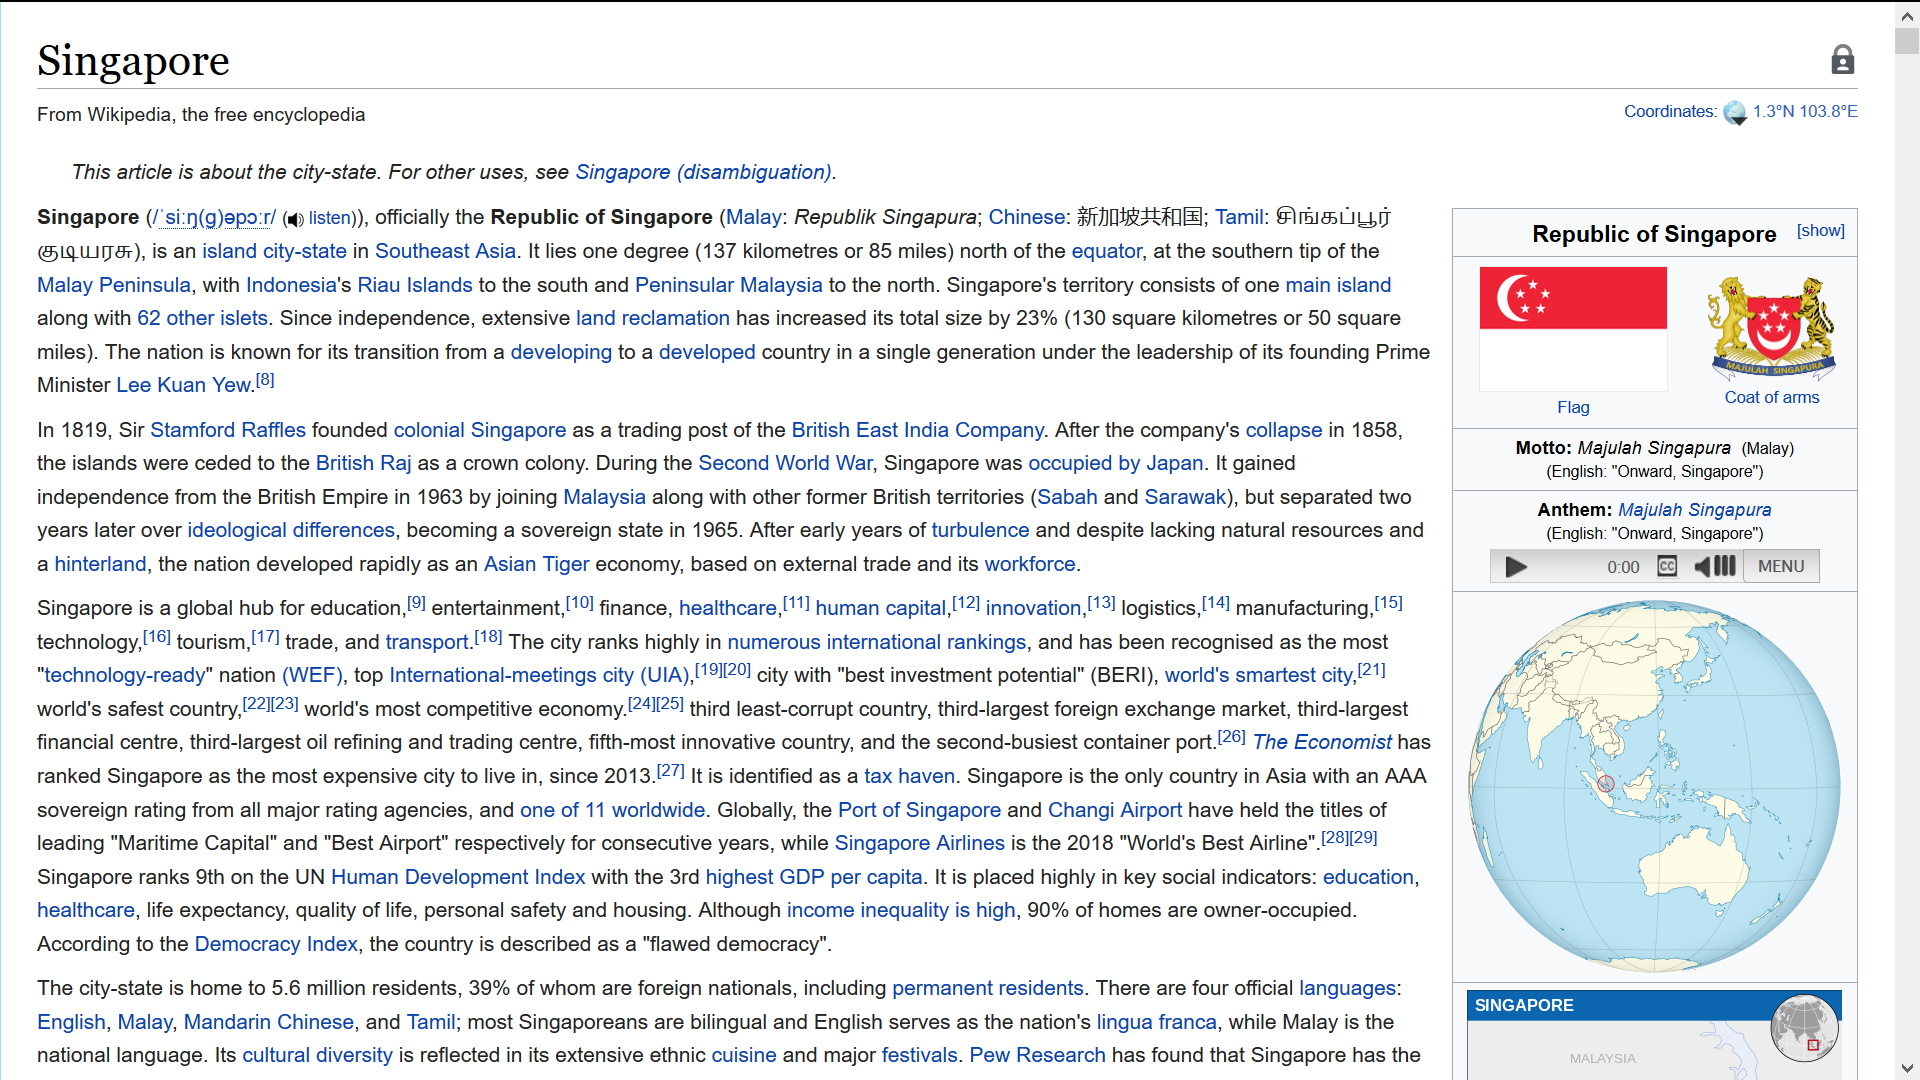 Singapore
From Wikipedia, the free encyclopedia
Coordinates: 1.3°N 103.8°E
This article is about the city-state. For other uses, see Singapore (disambiguation).
Singapore (/ˈsiːŋ(ɡ)əpɔːr/ (listen)), officially the Republic of Singapore (Malay: Republik Singapura; Chinese: 新加坡共和国; Tamil: சிங்கப்பூர்
குடியரசு), is an island city-state in Southeast Asia. It lies one degree (137 kilometres or 85 miles) north of the equator, at the southern tip of the
Malay Peninsula, with Indonesia's Riau Islands to the south and Peninsular Malaysia to the north. Singapore's territory consists of one main island
along with 62 other islets. Since independence, extensive land reclamation has increased its total size by 23% (130 square kilometres or 50 square
miles). The nation is known for its transition from a developing to a developed country in a single generation under the leadership of its founding Prime
Minister Lee Kuan Yew.[8]
In 1819, Sir Stamford Raffles founded colonial Singapore as a trading post of the British East India Company. After the company's collapse in 1858,
the islands were ceded to the British Raj as a crown colony. During the Second World War, Singapore was occupied by Japan. It gained
independence from the British Empire in 1963 by joining Malaysia along with other former British territories (Sabah and Sarawak), but separated two
years later over ideological differences, becoming a sovereign state in 1965. After early years of turbulence and despite lacking natural resources and
a hinterland, the nation developed rapidly as an Asian Tiger economy, based on external trade and its workforce.
Singapore is a global hub for education,[9] entertainment,[10] finance, healthcare,[11] human capital,[12] innovation,[13] logistics,[14] manufacturing,[15]
technology,[16] tourism,[17] trade, and transport.[18] The city ranks highly in numerous international rankings, and has been recognised as the most
"technology-ready" nation (WEF), top International-meetings city (UIA),[19][20] city with "best investment potential" (BERI), world's smartest city,[21]
world's safest country,[22][23] world's most competitive economy.[24][25] third least-corrupt country, third-largest foreign exchange market, third-largest
financial centre, third-largest oil refining and trading centre, fifth-most innovative country, and the second-busiest container port.[26] The Economist has
ranked Singapore as the most expensive city to live in, since 2013.[27] It is identified as a tax haven. Singapore is the only country in Asia with an AAA
sovereign rating from all major rating agencies, and one of 11 worldwide. Globally, the Port of Singapore and Changi Airport have held the titles of
leading "Maritime Capital" and "Best Airport" respectively for consecutive years, while Singapore Airlines is the 2018 "World's Best Airline".[28][29]
Singapore ranks 9th on the UN Human Development Index with the 3rd highest GDP per capita. It is placed highly in key social indicators: education,
healthcare, life expectancy, quality of life, personal safety and housing. Although income inequality is high, 90% of homes are owner-occupied.
According to the Democracy Index, the country is described as a "flawed democracy".
The city-state is home to 5.6 million residents, 39% of whom are foreign nationals, including permanent residents. There are four official languages:
English, Malay, Mandarin Chinese, and Tamil; most Singaporeans are bilingual and English serves as the nation's lingua franca, while Malay is the
national language. Its cultural diversity is reflected in its extensive ethnic cuisine and major festivals. Pew Research has found that Singapore has the
Republic of Singapore [show]
MAJULAH SINGAPURA
Flag
Coat of arms
Motto: Majulah Singapura (Malay)
(English: "Onward, Singapore")
Anthem: Majulah Singapura
(English: "Onward, Singapore")
0:00 CC MENU
SINGAPORE
MALAYSIA